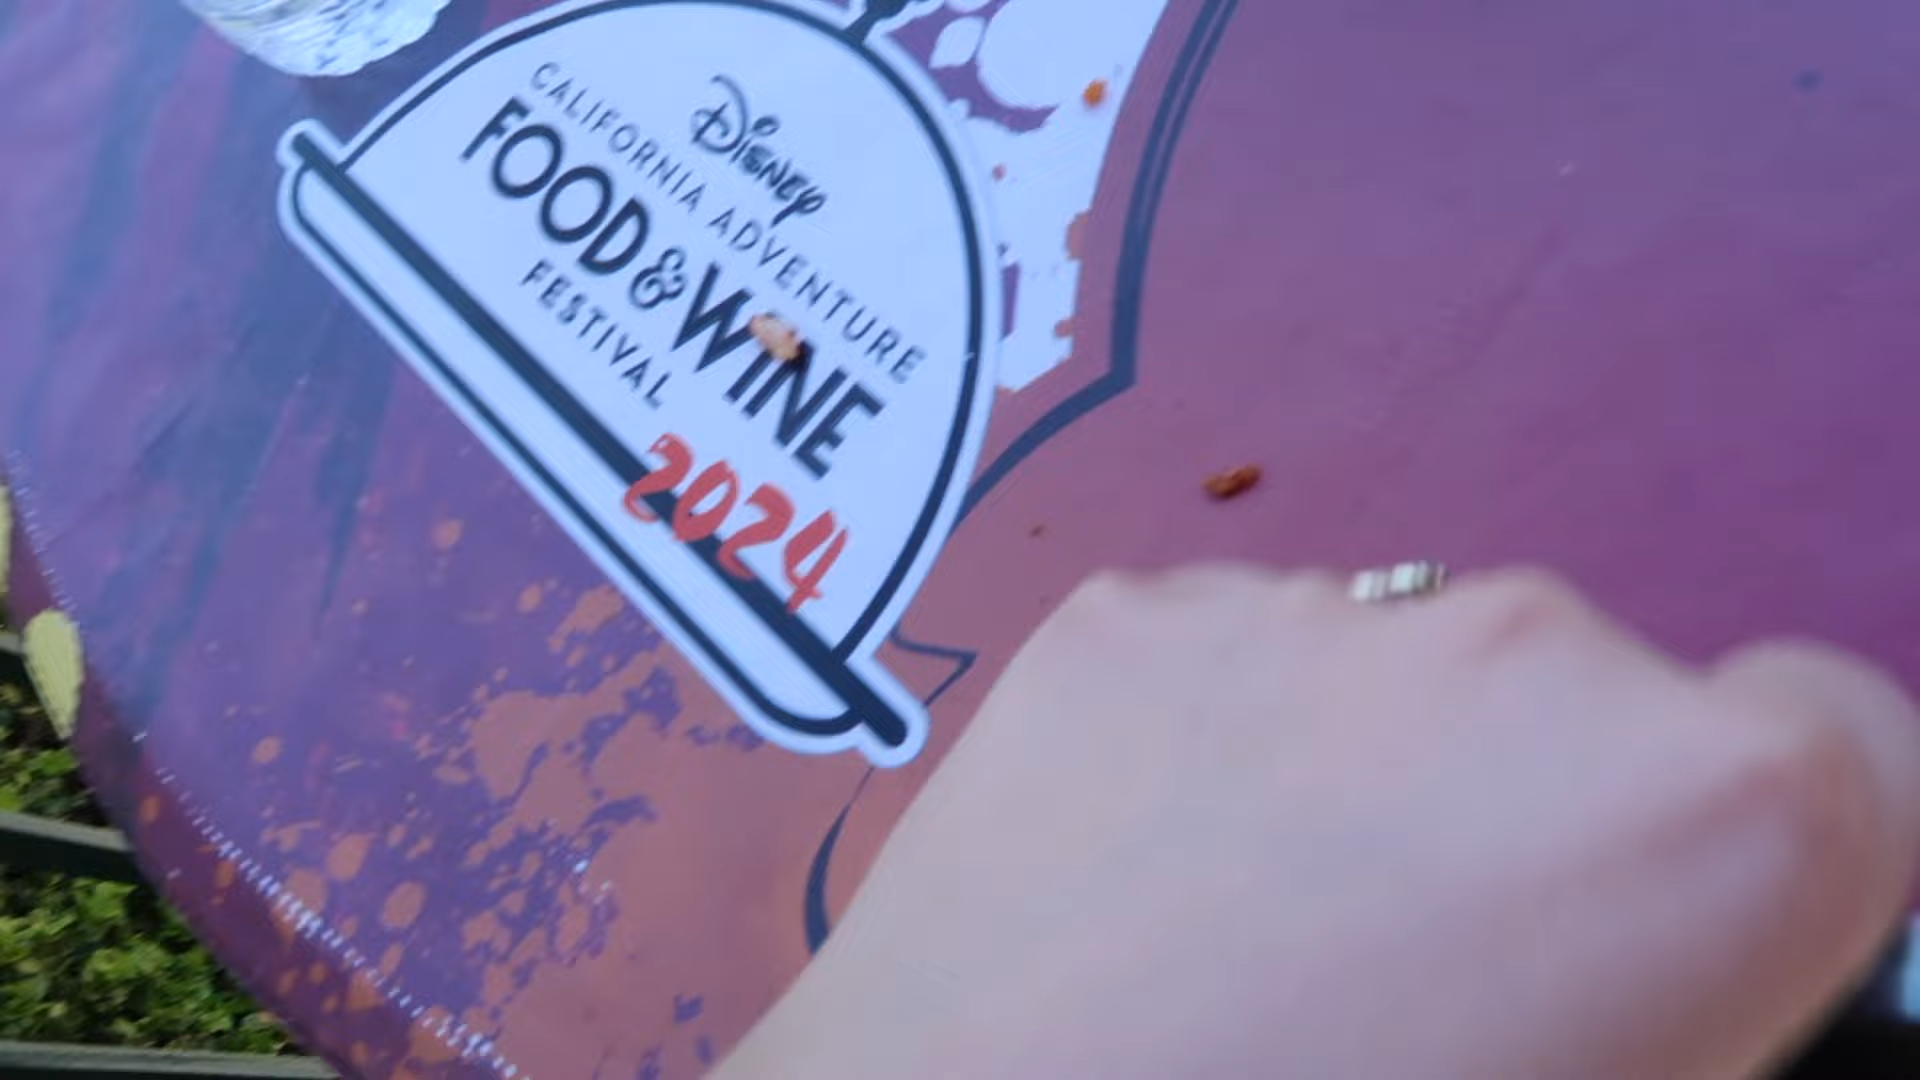 Disney
CALIFORNIA ADVENTURE
FOOD & WINE
FESTIVAL
2024